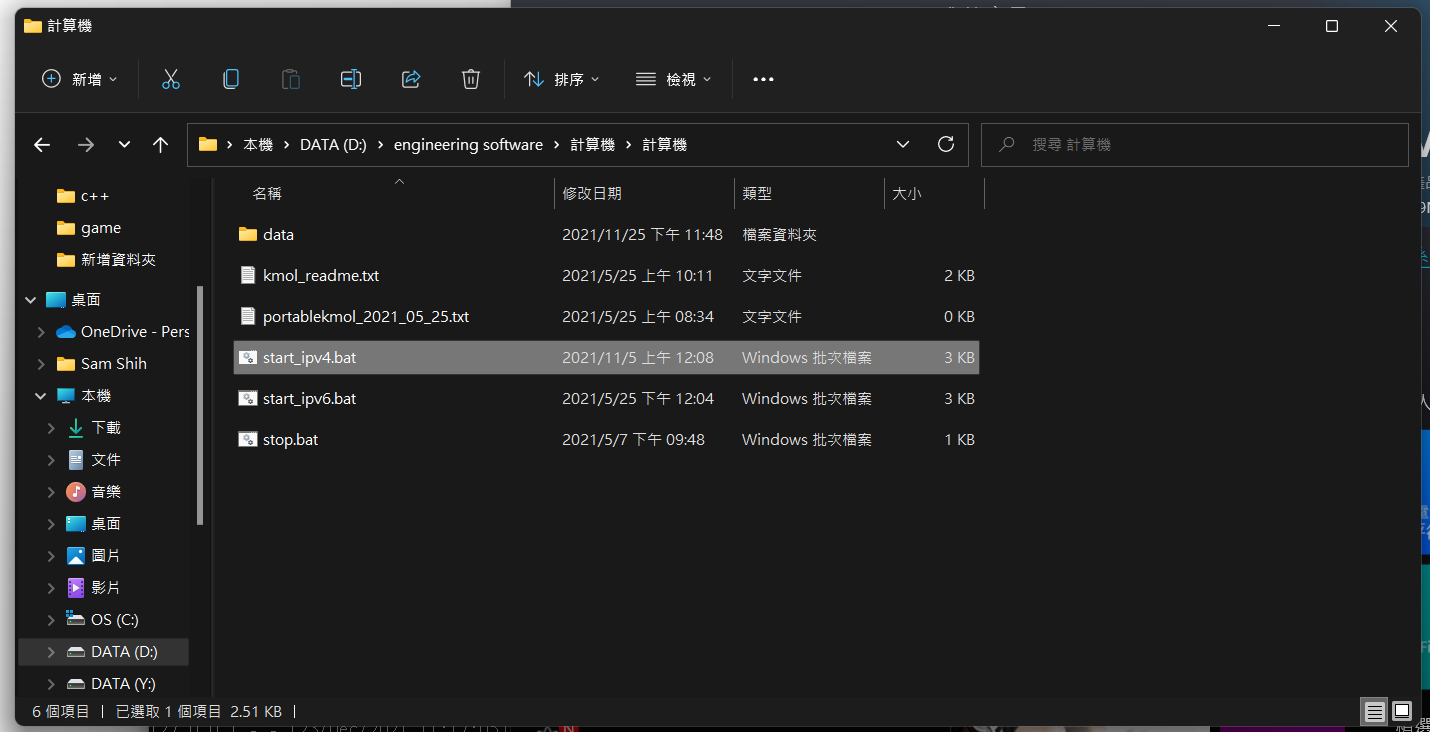 計算機
新增
排序
檢視
本機 › DATA (D:) › engineering software › 計算機 › 計算機
搜尋 計算機
c++
game
新增資料夾
桌面
OneDrive - Pers
Sam Shih
本機
下載
文件
音樂
桌面
圖片
影片
OS (C:)
DATA (D:)
DATA (Y:)
名稱 修改日期 類型 大小
data 2021/11/25 下午 11:48 檔案資料夾
kmol_readme.txt 2021/5/25 上午 10:11 文字文件 2 KB
portablekmol_2021_05_25.txt 2021/5/25 上午 08:34 文字文件 0 KB
start_ipv4.bat 2021/11/5 上午 12:08 Windows 批次檔案 3 KB
start_ipv6.bat 2021/5/25 下午 12:04 Windows 批次檔案 3 KB
stop.bat 2021/5/7 下午 09:48 Windows 批次檔案 1 KB
6 個項目 | 已選取 1 個項目 2.51 KB |